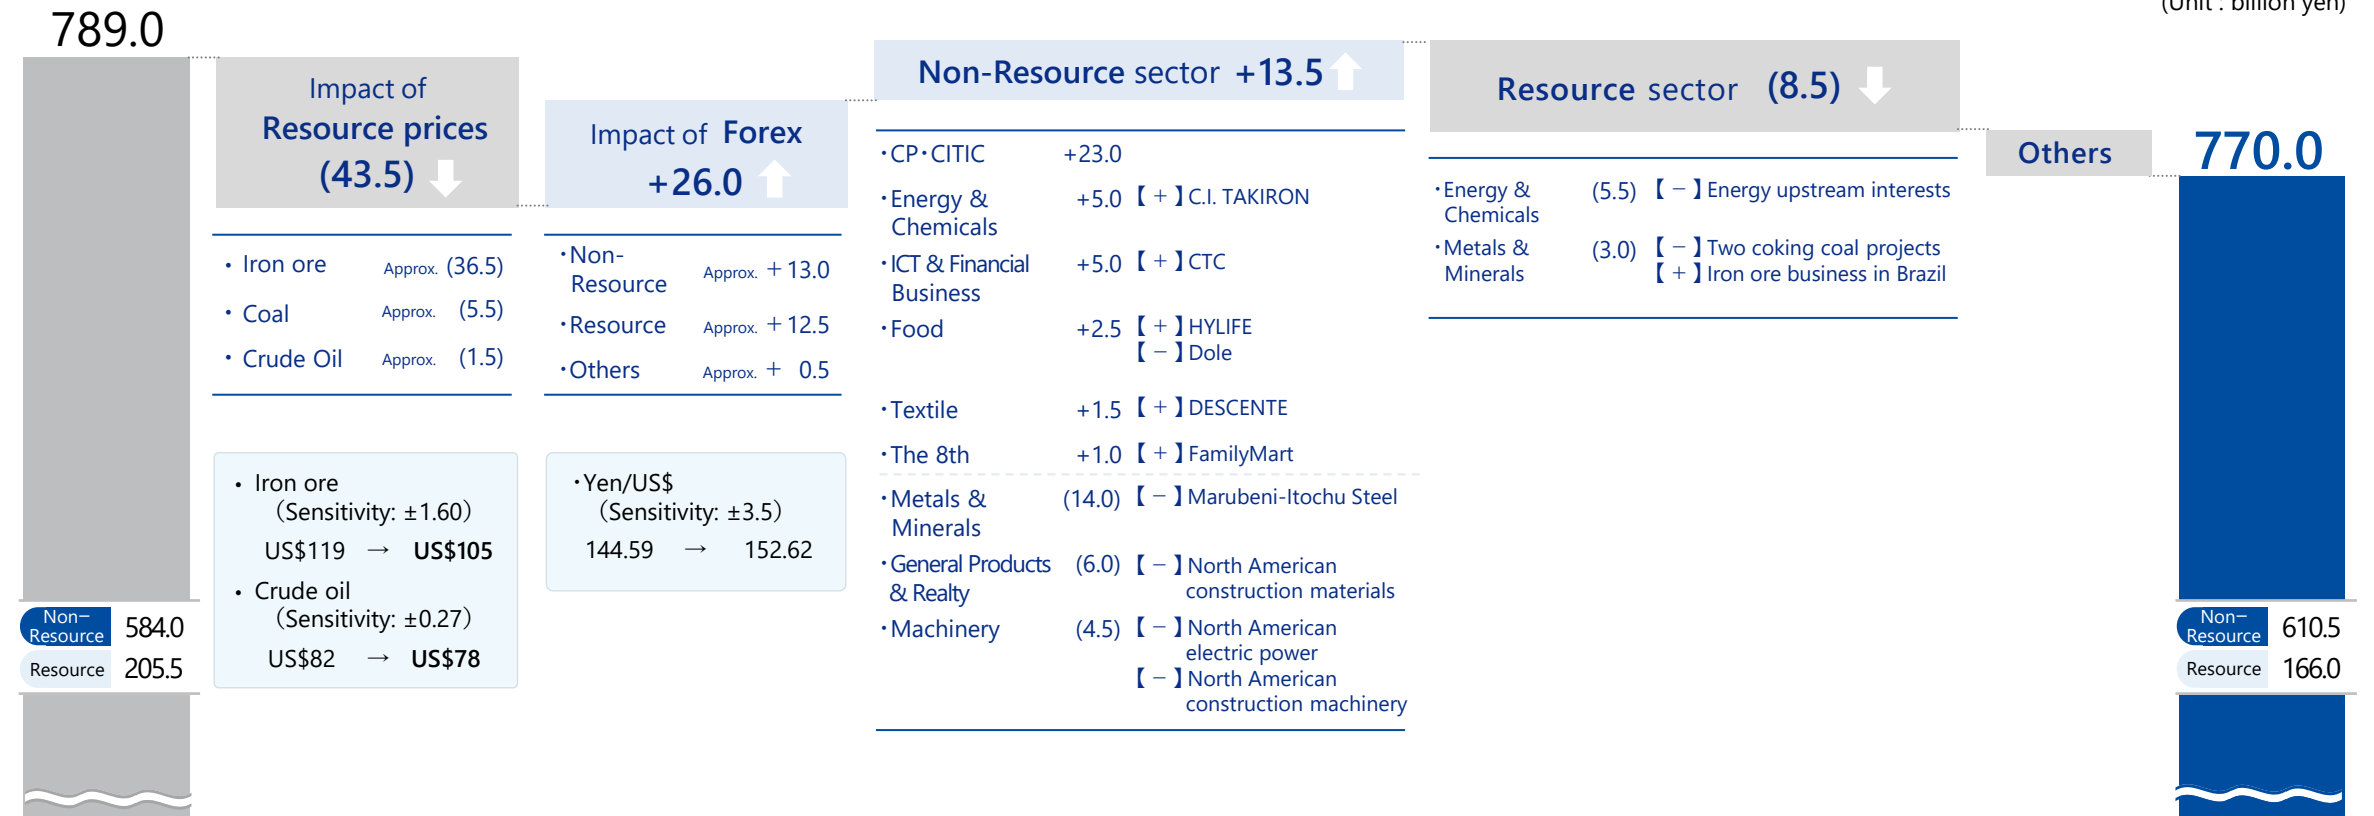 (Unit : billion yen)
789.0
Impact of
Resource prices
(43.5)
・ Iron ore Approx. (36.5)
・ Coal Approx. (5.5)
・ Crude Oil Approx. (1.5)
・ Iron ore
（Sensitivity: ±1.60）
US$119 → US$105
・ Crude oil
（Sensitivity: ±0.27）
US$82 → US$78
Impact of Forex
+26.0
・Non-
Resource Approx. ＋13.0
・Resource Approx. ＋12.5
・Others Approx. ＋ 0.5
・Yen/US$
（Sensitivity: ±3.5）
144.59 → 152.62
Non-Resource sector +13.5
・CP・CITIC +23.0
・Energy & +5.0 【＋】C.I. TAKIRON
Chemicals
・ICT & Financial +5.0 【＋】CTC
Business
・Food +2.5 【＋】HYLIFE
【－】Dole
・Textile +1.5 【＋】DESCENTE
・The 8th +1.0 【＋】FamilyMart
・Metals & (14.0) 【－】Marubeni-Itochu Steel
Minerals
・General Products (6.0) 【－】North American
& Realty construction materials
・Machinery (4.5) 【－】North American
electric power
【－】North American
construction machinery
Resource sector (8.5)
・Energy & (5.5) 【－】Energy upstream interests
Chemicals
・Metals & (3.0) 【－】Two coking coal projects
Minerals 【＋】Iron ore business in Brazil
Others
770.0
Non−
Resource 584.0
Resource 205.5
Non−
Resource 610.5
Resource 166.0